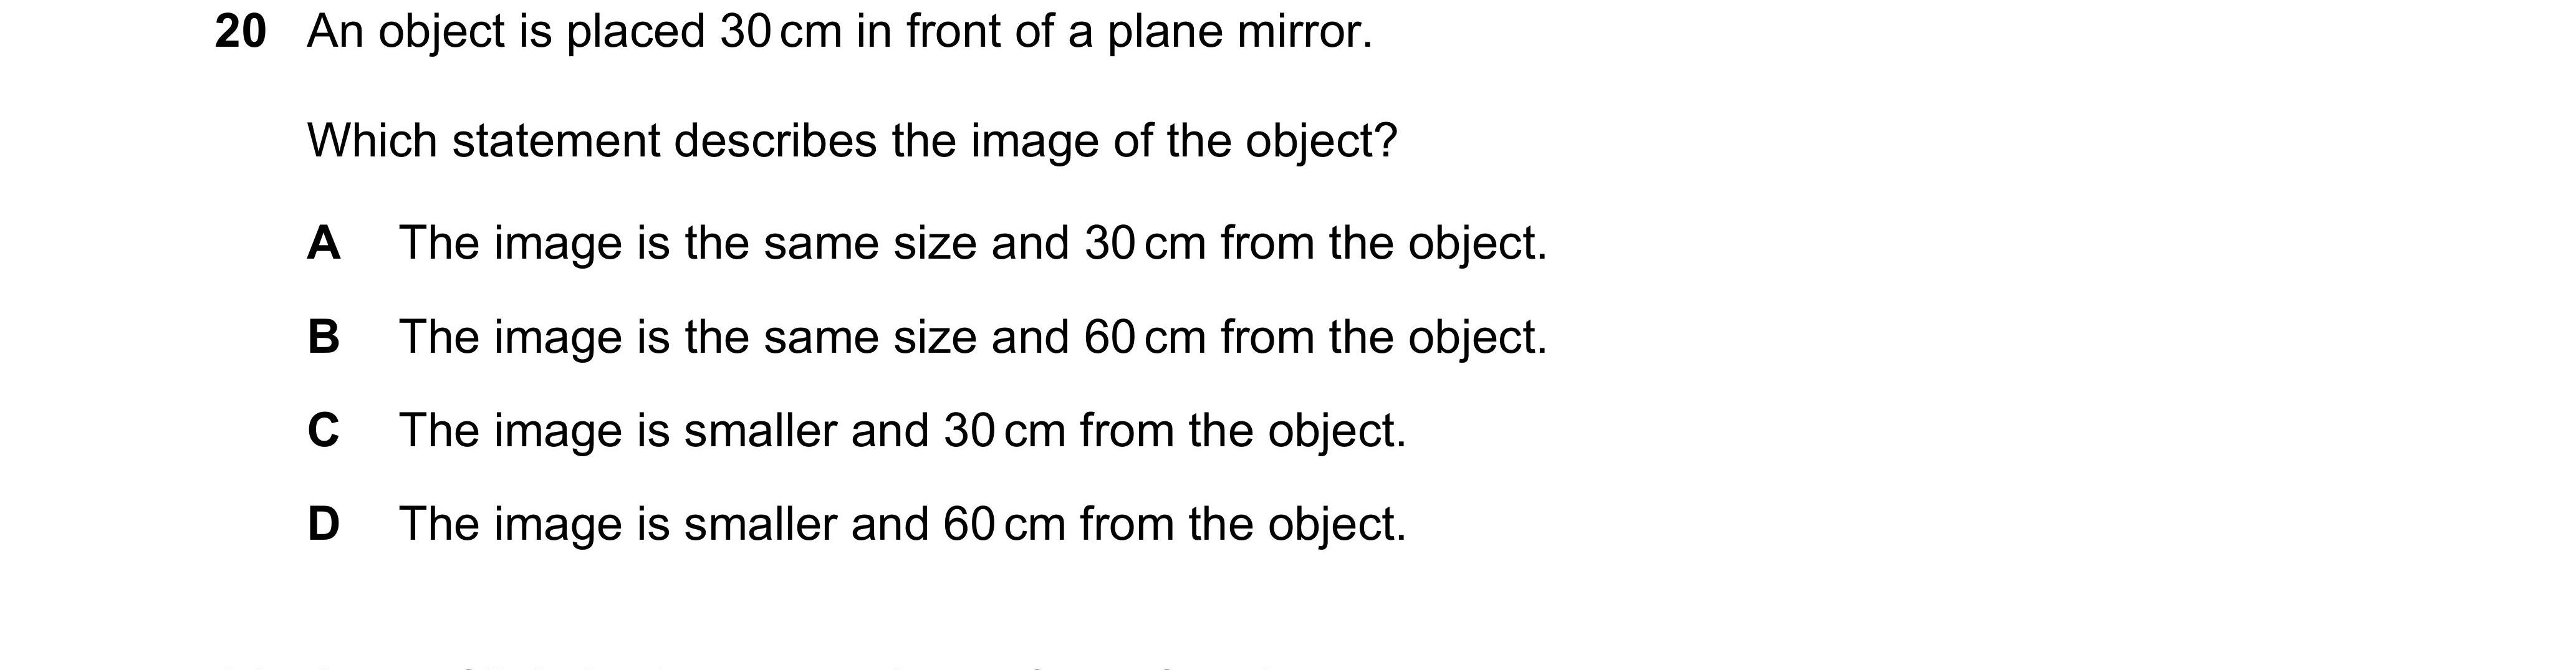 20 An object is placed 30 cm in front of a plane mirror.
Which statement describes the image of the object?
A The image is the same size and 30 cm from the object.
B The image is the same size and 60 cm from the object.
C The image is smaller and 30 cm from the object.
D The image is smaller and 60 cm from the object.